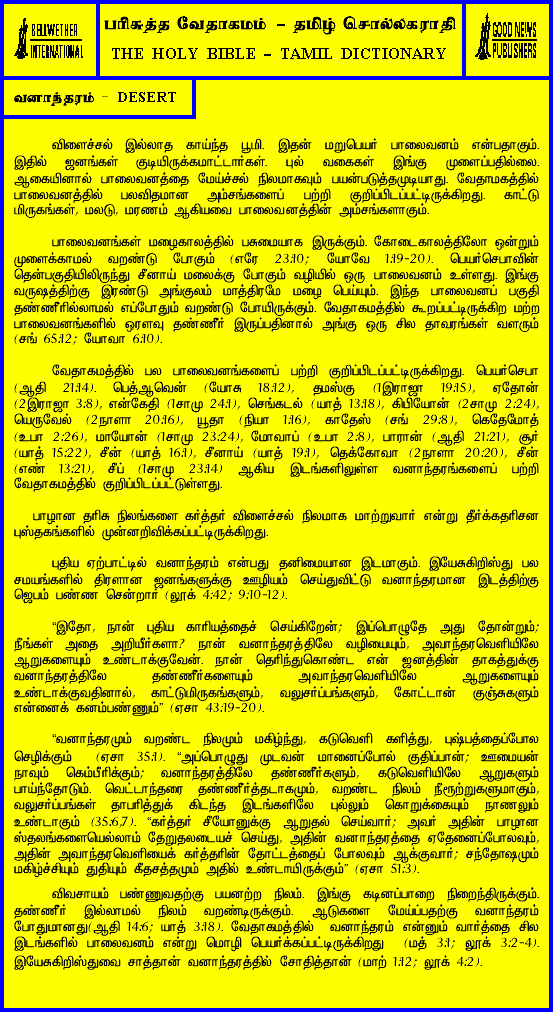 BELLWETHER
INTERNATIONAL
பரிசுத்த வேதாகமம் - தமிழ் சொல்லகராதி
THE HOLY BIBLE - TAMIL DICTIONARY
GOOD NEWS
PUBLISHERS
வனாந்தரம் - DESERT
விளைச்சல் இல்லாத காய்ந்த பூமி. இதன் மறுபெயர் பாலைவனம் என்பதாகும்.
இதில் ஜனங்கள் குடியிருக்கமாட்டார்கள். புல் வகைகள் இங்கு முளைப்பதில்லை.
ஆகையினால் பாலைவனத்தை மேய்ச்சல் நிலமாகவும் பயன்படுத்தமுடியாது. வேதாமகத்தில்
பாலைவனத்தில் பலவிதமான அம்சங்களைப் பற்றி குறிப்பிடப்பட்டிருக்கிறது. காட்டு
மிருகங்கள், மலடு, மரணம் ஆகியவை பாலைவனத்தின் அம்சங்களாகும்.
பாலைவனங்கள் மழைகாலத்தில் பசுமையாக இருக்கும். கோடைகாலத்திலோ ஒன்றும்
முளைக்காமல் வறண்டு போகும் (எரே 23:10; யோவே 1:19-20). பெயர்செபாவின்
தென்பகுதியிலிருந்து சீனாய் மலைக்கு போகும் வழியில் ஒரு பாலைவனம் உள்ளது. இங்கு
வருஷத்திற்கு இரண்டு அங்குலம் மாத்திரமே மழை பெய்யும். இந்த பாலைவனப் பகுதி
தண்ணீரில்லாமல் எப்போதும் வறண்டு போயிருக்கும். வேதாகமத்தில் கூறப்பட்டிருக்கிற மற்ற
பாலைவனங்களில் ஓரளவு தண்ணீர் இருப்பதினால் அங்கு ஒரு சில தாவரங்கள் வளரும்
(சங் 65:12; யோவா 6:10).
வேதாகமத்தில் பல பாலைவனங்களைப் பற்றி குறிப்பிடப்பட்டிருக்கிறது. பெயர்செபா
(ஆதி 21:14). பெத்ஆவென் (யோசு 18:12), தமஸ்கு (1இராஜா 19:15), ஏதோன்
(2இராஜா 3:8), என்கேதி (1சாமு 24:1), செங்கடல் (யாத் 13:18), கிபியோன் (2சாமு 2:24),
யெருவேல் (2நாளா 20:16), யூதா (நியா 1:16), காதேஸ் (சங் 29:8), கெதேமோத்
(உபா 2:26), மாயோன் (1சாமு 23:24), மோவாப் (உபா 2:8), பாரான் (ஆதி 21:21), சூர்
(யாத் 15:22), சீன் (யாத் 16:1), சீனாய் (யாத் 19:1), தெக்கோவா (2நாளா 20:20), சீன்
(எண் 13:21), சீப் (1சாமு 23:14) ஆகிய இடங்களிலுள்ள வனாந்தரங்களைப் பற்றி
வேதாகமத்தில் குறிப்பிடப்பட்டுள்ளது.
பாழான தரிசு நிலங்களை கர்த்தர் விளைச்சல் நிலமாக மாற்றுவார் என்று தீர்க்கதரிசன
புஸ்தகங்களில் முன்னறிவிக்கப்பட்டிருக்கிறது.
புதிய ஏற்பாட்டில் வனாந்தரம் என்பது தனிமையான இடமாகும். இயேசுகிறிஸ்து பல
சமயங்களில் திரளான ஜனங்களுக்கு ஊழியம் செய்துவிட்டு வனாந்தரமான இடத்திற்கு
ஜெபம் பண்ண சென்றார் (லூக் 4:42; 9:10-12).
“இதோ, நான் புதிய காரியத்தைச் செய்கிறேன்; இப்பொழுதே அது தோன்றும்;
நீங்கள் அதை அறியீர்களா? நான் வனாந்தரத்திலே வழியையும், அவாந்தரவெளியிலே
ஆறுகளையும் உண்டாக்குவேன். நான் தெரிந்துகொண்ட என் ஜனத்தின் தாகத்துக்கு
வனாந்தரத்திலே தண்ணீர்களையும் அவாந்தரவெளியிலே ஆறுகளையும்
உண்டாக்குவதினால், காட்டுமிருகங்களும், வலுசர்ப்பங்களும், கோட்டான் குஞ்சுகளும்
என்னைக் கனம்பண்ணும்” (ஏசா 43:19-20).
“வனாந்தரமும் வறண்ட நிலமும் மகிழ்ந்து, கடுவெளி களித்து, புஷ்பத்தைப்போல
செழிக்கும் (ஏசா 35:1). “அப்பொழுது முடவன் மானைப்போல் குதிப்பான்; ஊமையன்
நாவும் கெம்பீரிக்கும்; வனாந்தரத்திலே தண்ணீர்களும், கடுவெளியிலே ஆறுகளும்
பாய்ந்தோடும். வெட்டாந்தரை தண்ணீர்த்தடாகமும், வறண்ட நிலம் நீரூற்றுகளுமாகும்,
வலுசர்ப்பங்கள் தாபரித்துக் கிடந்த இடங்களிலே புல்லும் கொறுக்கையும் நாணலும்
உண்டாகும் (35:6,7). “கர்த்தர் சீயோனுக்கு ஆறுதல் செய்வார்; அவர் அதின் பாழான
ஸ்தலங்களையெல்லாம் தேறுதலடையச் செய்து, அதின் வனாந்தரத்தை ஏதேனைப்போலவும்,
அதின் அவாந்தரவெளியைக் கர்த்தரின் தோட்டத்தைப் போலவும் ஆக்குவார்; சந்தோஷமும்
மகிழ்ச்சியும் துதியும் கீதசத்தமும் அதில் உண்டாயிருக்கும்” (ஏசா 51:3).
விவசாயம் பண்ணுவதற்கு பயனற்ற நிலம். இங்கு கடினப்பாறை நிறைந்திருக்கும்.
தண்ணீர் இல்லாமல் நிலம் வறண்டிருக்கும். ஆடுகளை மேய்ப்பதற்கு வனாந்தரம்
போதுமானது(ஆதி 14:6; யாத் 3:18). வேதாகமத்தில் வனாந்தரம் என்னும் வார்த்தை சில
இடங்களில் பாலைவனம் என்று மொழி பெயர்க்கப்பட்டிருக்கிறது (மத் 3:1; லூக் 3:2-4).
இயேசுகிறிஸ்துவை சாத்தான் வனாந்தரத்தில் சோதித்தான் (மாற் 1:12; லூக் 4:2).